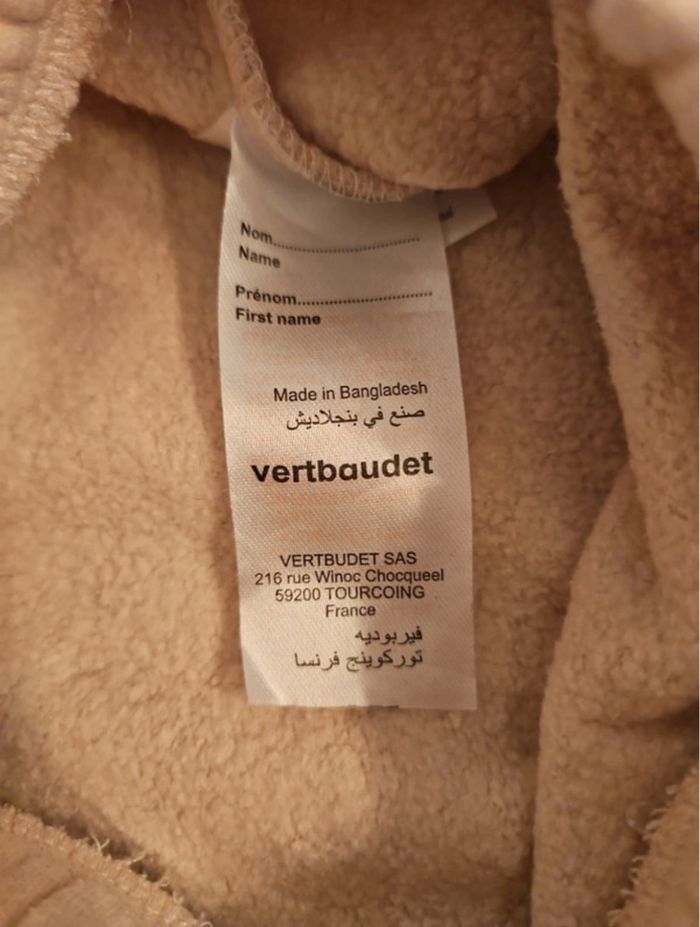 Nom....................................
Name
Prénom................................
First name
Made in Bangladesh
صنع في بنجلاديش
vertbaudet
VERTBUDET SAS
216 rue Winoc Chocqueel
59200 TOURCOING
France
فيربوديه
توركوينج فرنسا